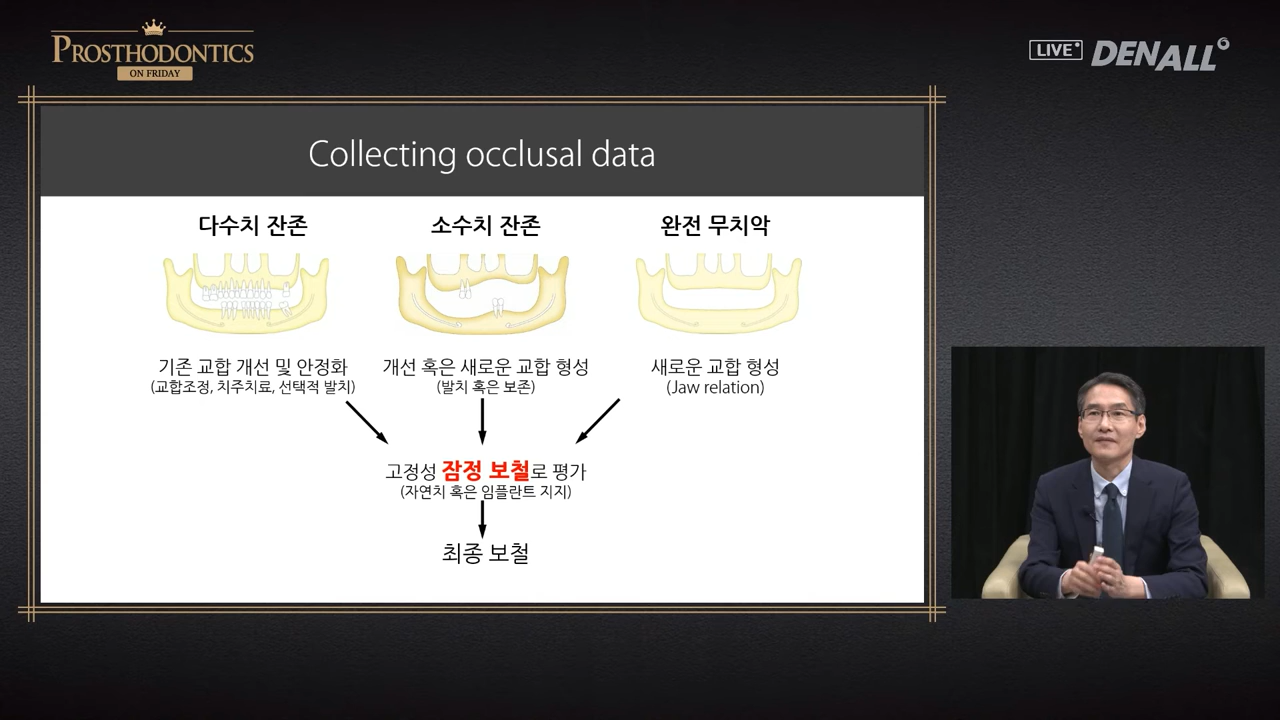 PROSTHODONTICS
ON FRIDAY
LIVE
DENALL
Collecting occlusal data
다수치 잔존
소수치 잔존
완전 무치악
기존 교합 개선 및 안정화
(교합조정, 치주치료, 선택적 발치)
개선 혹은 새로운 교합 형성
(발치 혹은 보존)
새로운 교합 형성
(Jaw relation)
고정성 잠정 보철로 평가
(자연치 혹은 임플란트 지지)
최종 보철